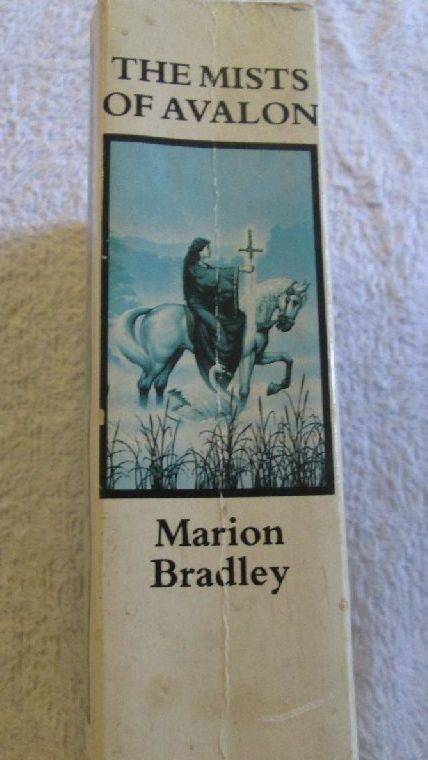 THE MISTS
OF AVALON
Marion
Bradley